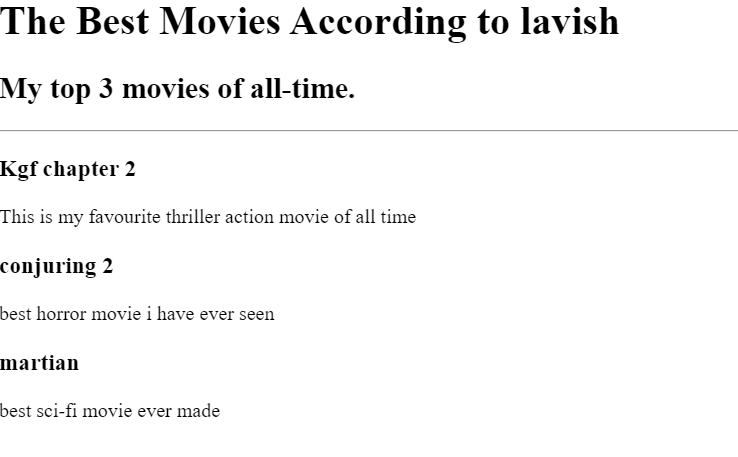 The Best Movies According to lavish
My top 3 movies of all-time.
Kgf chapter 2
This is my favourite thriller action movie of all time
conjuring 2
best horror movie i have ever seen
martian
best sci-fi movie ever made